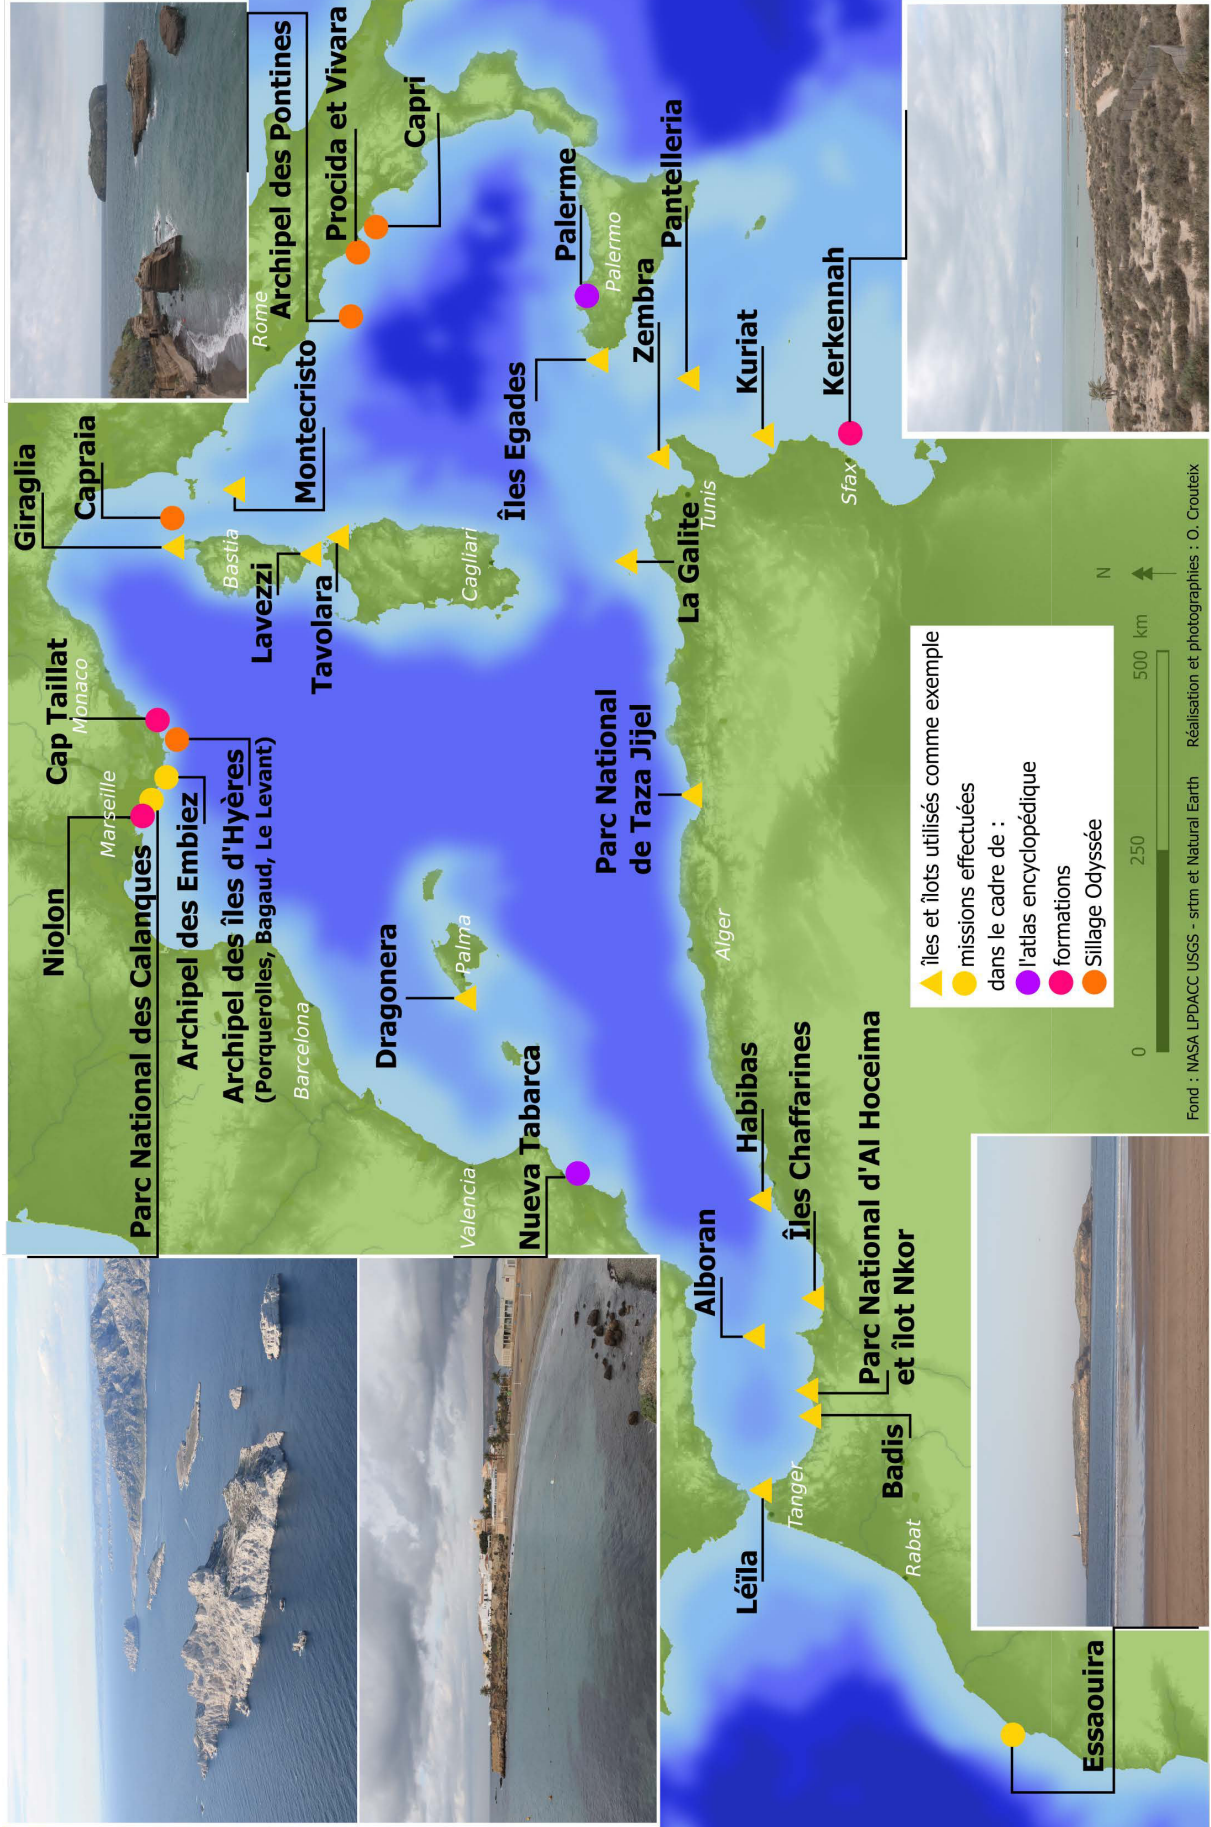 Giraglia
Capraia
Montecristo
Archipel des Pontines
Procida et Vivara
Capri
Rome
Cap Taillat
Monaco
Marseille
Niolon
Parc National des Calanques
Archipel des Embiez
Archipel des îles d'Hyères
(Porquerolles, Bagaud, Le Levant)
Bastia
Lavezzi
Tavolara
Cagliari
Barcelona
Dragonera
Palma
Valencia
Nueva Tabarca
Îles Egades
Palerme
Palermo
Zembra
Pantelleria
Kuriat
Kerkennah
Sfax
Tunis
La Galite
Parc National
de Taza Jijel
Alger
Habibas
Îles Chaffarines
Alboran
Parc National d'Al Hoceima
et îlot Nkor
Badis
Tanger
Léïla
Rabat
Essaouira
îles et îlots utilisés comme exemple
missions effectuées
dans le cadre de :
l'atlas encyclopédique
formations
Sillage Odyssée
N
0 250 500 km
Fond : NASA LPDACC USGS - srtm et Natural Earth Réalisation et photographies : O. Crouteix